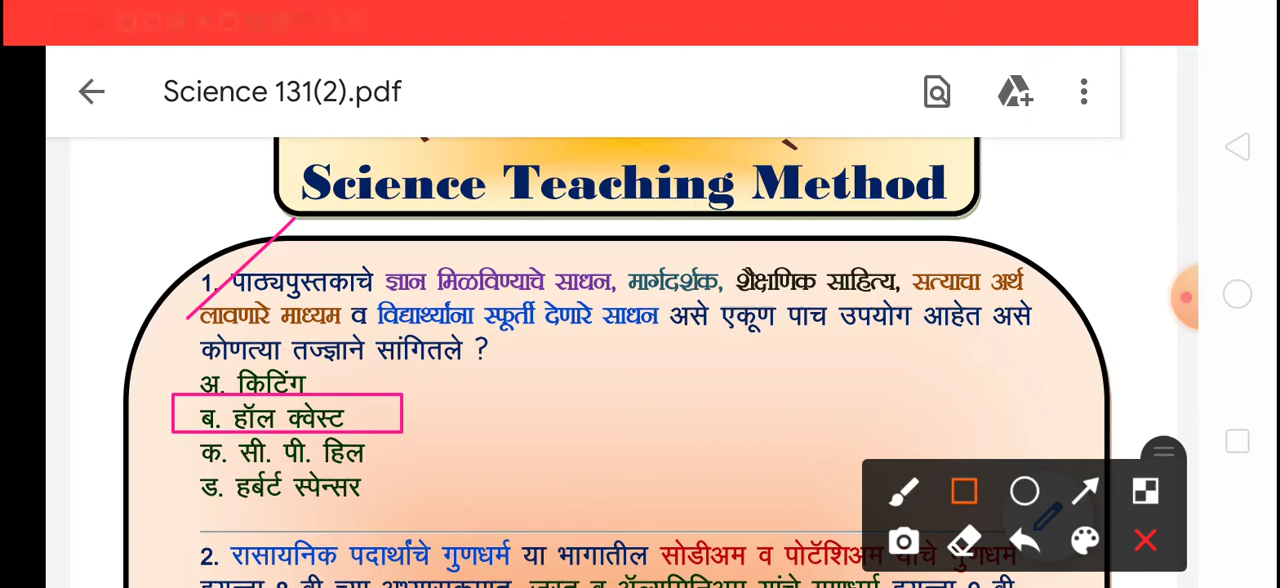 Science 131(2).pdf
Science Teaching Method
1. पाठ्यपुस्तकाचे ज्ञान मिळविण्याचे साधन, मार्गदर्शक, शैक्षणिक साहित्य, सत्याचा अर्थ
लावणारे माध्यम व विद्यार्थ्यांना स्फूर्ती देणारे साधन असे एकूण पाच उपयोग आहेत असे
कोणत्या तज्ज्ञाने सांगितले ?
अ. किटिंग
ब. हॉल क्वेस्ट
क. सी. पी. हिल
ड. हर्बर्ट स्पेन्सर
2. रासायनिक पदार्थांचे गुणधर्म या भागातील सोडीअम व पोटॅशिअम यांचे गुणधर्म